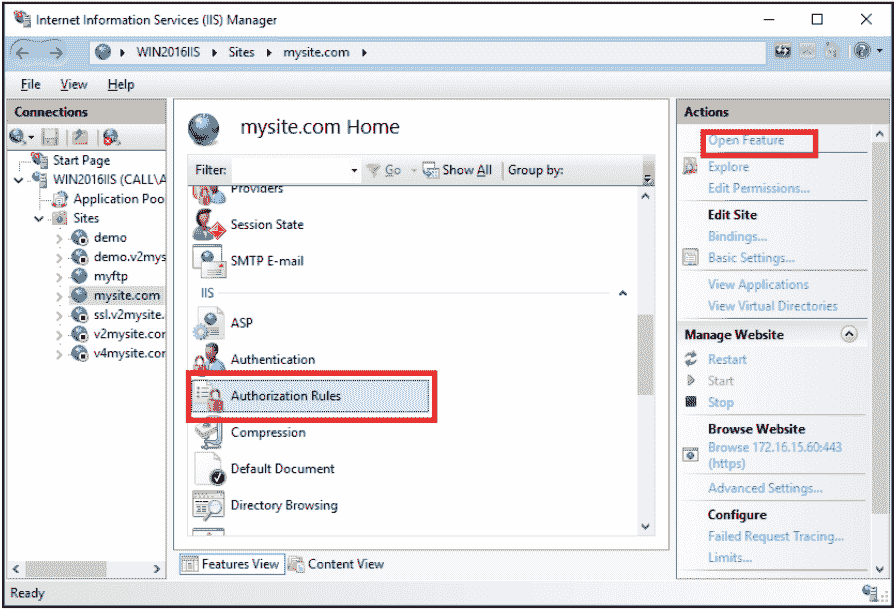 Internet Information Services (IIS) Manager
WIN2016IIS
Sites
mysite.com
File View Help
Connections
Start Page
WIN2016IIS (CALL\A
Application Poo
Sites
demo
demo.v2mys
myftp
mysite.com
ssl.v2mysite.
v2mysite.con
v4mysite.cor
mysite.com Home
Filter: Go Show All Group by:
Providers
Session State
SMTP E-mail
IIS
ASP
Authentication
Authorization Rules
Compression
Default Document
Directory Browsing
Features View Content View
Actions
Open Feature
Explore
Edit Permissions...
Edit Site
Bindings...
Basic Settings...
View Applications
View Virtual Directories
Manage Website
Restart
Start
Stop
Browse Website
Browse 172.16.15.60:443
(https)
Advanced Settings...
Configure
Failed Request Tracing...
Limits...
Ready